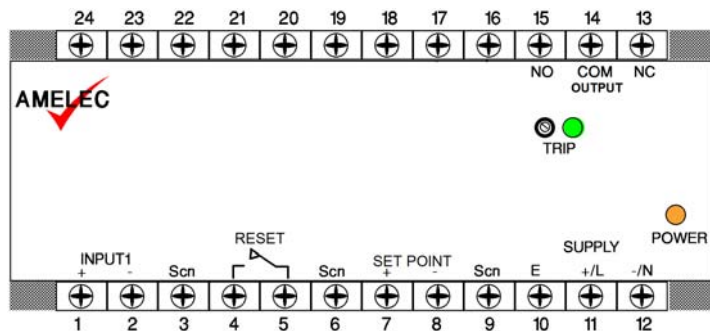 24 23 22 21 20 19 18 17 16 15 14 13
NO COM NC
OUTPUT
AMELEC
TRIP
POWER
RESET
INPUT1 SET POINT SUPPLY
+ - Scn Scn + - Scn E +/L -/N
1 2 3 4 5 6 7 8 9 10 11 12